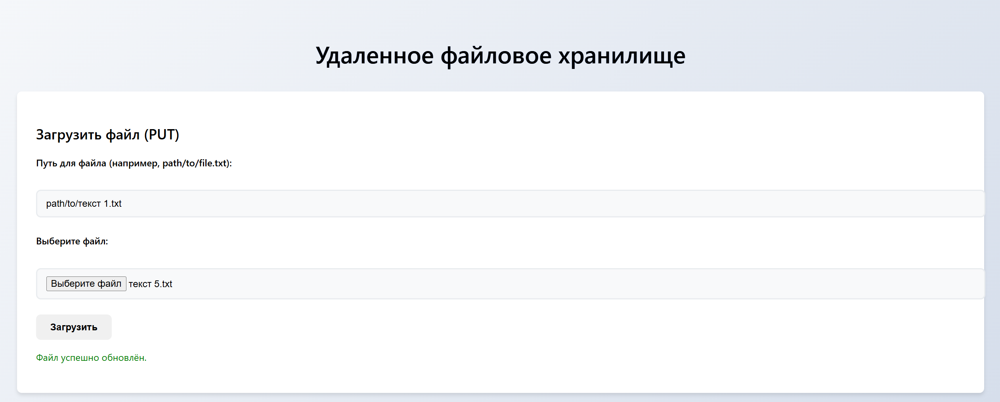 Удаленное файловое хранилище
Загрузить файл (PUT)
Путь для файла (например, path/to/file.txt):
path/to/текст 1.txt
Выберите файл:
Выберите файл текст 5.txt
Загрузить
Файл успешно обновлён.